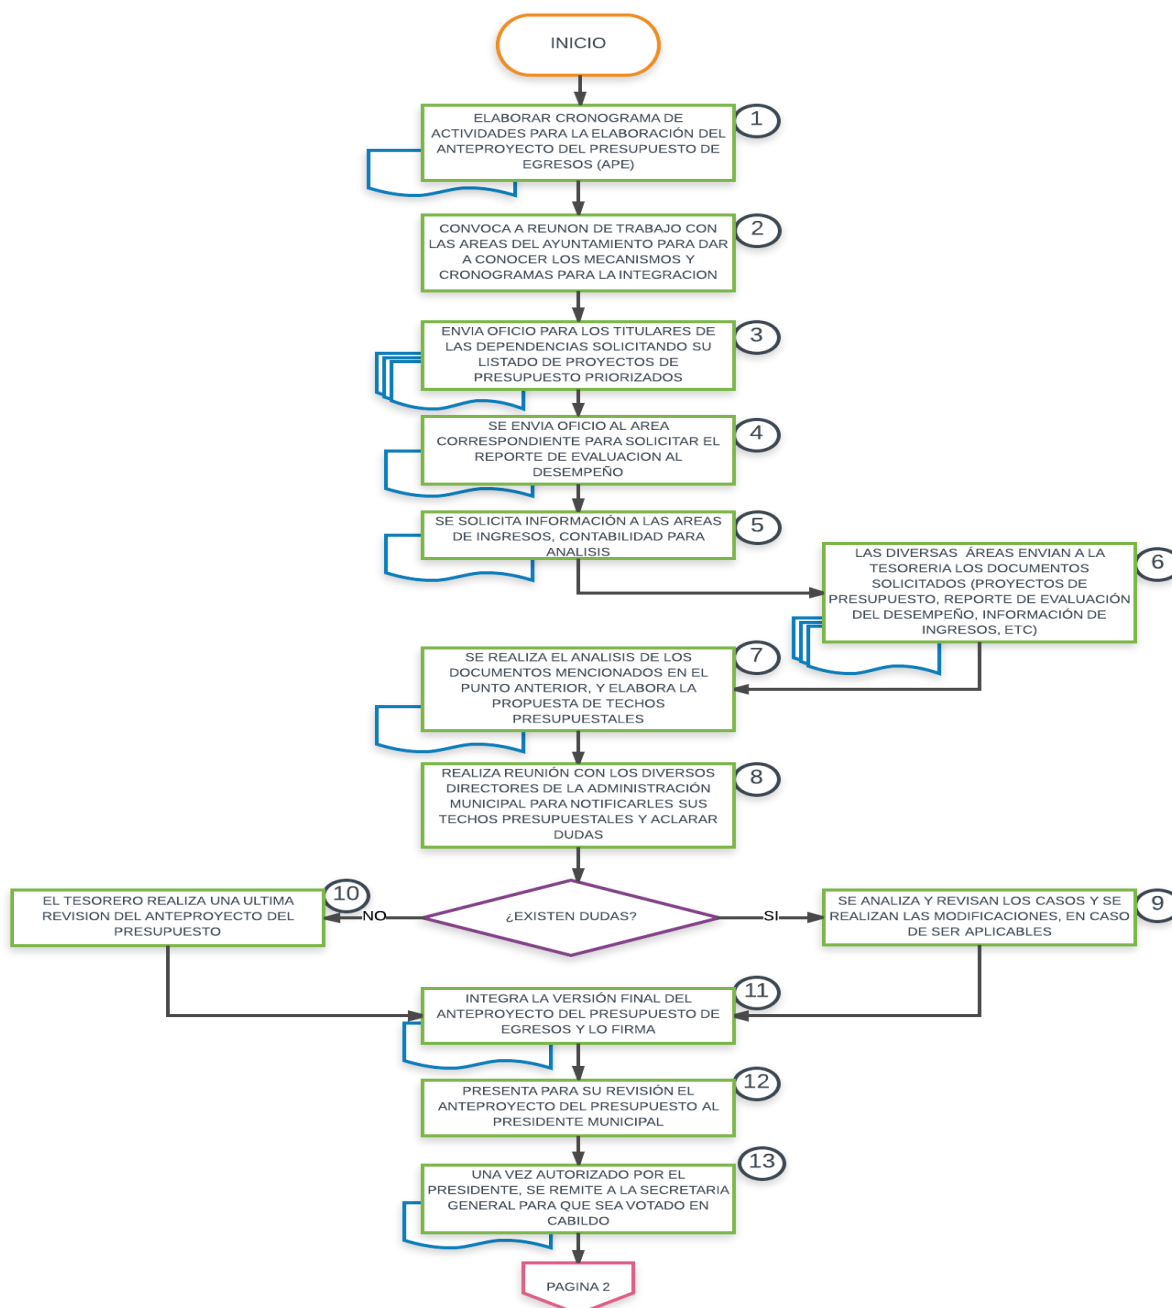 INICIO
1
ELABORAR CRONOGRAMA DE
ACTIVIDADES PARA LA ELABORACIÓN DEL
ANTEPROYECTO DEL PRESUPUESTO DE
EGRESOS (APE)
2
CONVOCA A REUNON DE TRABAJO CON
LAS AREAS DEL AYUNTAMIENTO PARA DAR
A CONOCER LOS MECANISMOS Y
CRONOGRAMAS PARA LA INTEGRACION
3
ENVIA OFICIO PARA LOS TITULARES DE
LAS DEPENDENCIAS SOLICITANDO SU
LISTADO DE PROYECTOS DE
PRESUPUESTO PRIORIZADOS
4
SE ENVIA OFICIO AL AREA
CORRESPONDIENTE PARA SOLICITAR EL
REPORTE DE EVALUACION AL
DESEMPEÑO
5
SE SOLICITA INFORMACIÓN A LAS AREAS
DE INGRESOS, CONTABILIDAD PARA
ANALISIS
6
LAS DIVERSAS ÁREAS ENVIAN A LA
TESORERIA LOS DOCUMENTOS
SOLICITADOS (PROYECTOS DE
PRESUPUESTO, REPORTE DE EVALUACIÓN
DEL DESEMPEÑO, INFORMACIÓN DE
INGRESOS, ETC)
7
SE REALIZA EL ANALISIS DE LOS
DOCUMENTOS MENCIONADOS EN EL
PUNTO ANTERIOR, Y ELABORA LA
PROPUESTA DE TECHOS
PRESUPUESTALES
8
REALIZA REUNIÓN CON LOS DIVERSOS
DIRECTORES DE LA ADMINISTRACIÓN
MUNICIPAL PARA NOTIFICARLES SUS
TECHOS PRESUPUESTALES Y ACLARAR
DUDAS
¿EXISTEN DUDAS?
NO
SI
10
EL TESORERO REALIZA UNA ULTIMA
REVISION DEL ANTEPROYECTO DEL
PRESUPUESTO
9
SE ANALIZA Y REVISAN LOS CASOS Y SE
REALIZAN LAS MODIFICACIONES, EN CASO
DE SER APLICABLES
11
INTEGRA LA VERSIÓN FINAL DEL
ANTEPROYECTO DEL PRESUPUESTO DE
EGRESOS Y LO FIRMA
12
PRESENTA PARA SU REVISIÓN EL
ANTEPROYECTO DEL PRESUPUESTO AL
PRESIDENTE MUNICIPAL
13
UNA VEZ AUTORIZADO POR EL
PRESIDENTE, SE REMITE A LA SECRETARIA
GENERAL PARA QUE SEA VOTADO EN
CABILDO
PAGINA 2